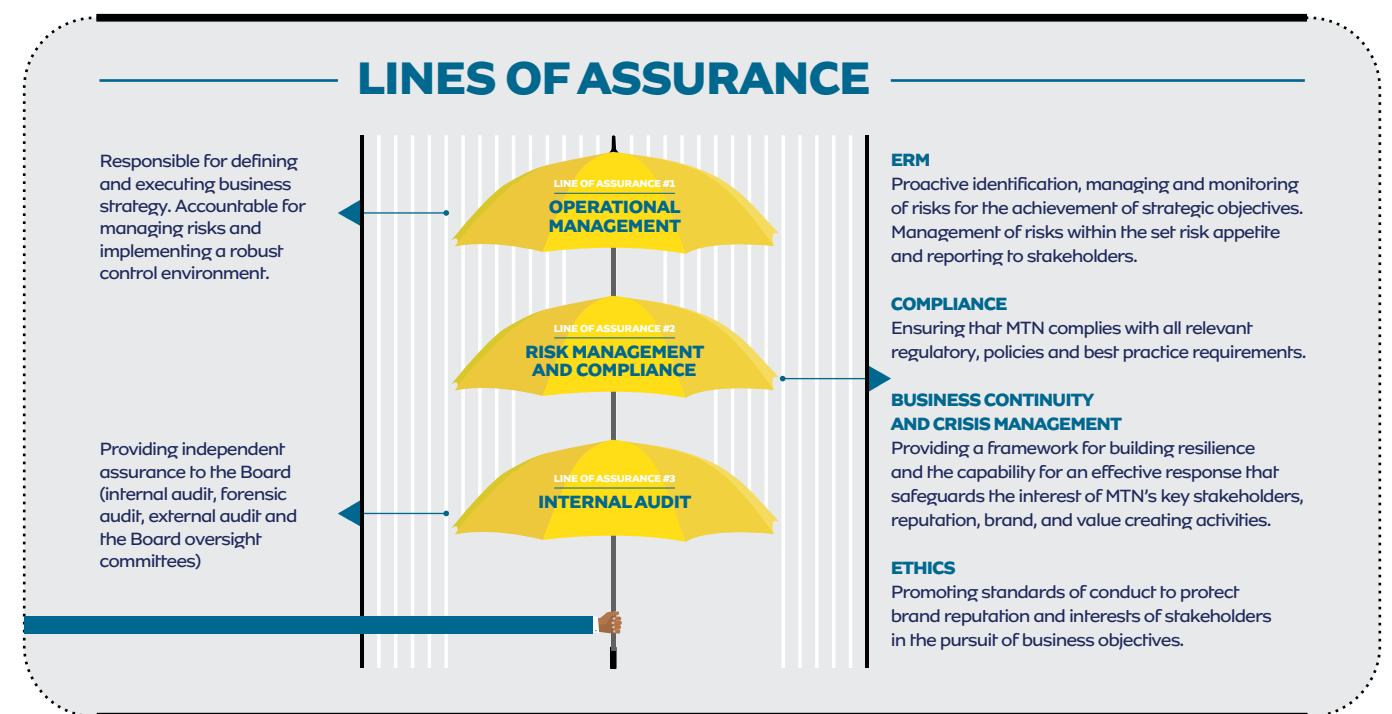 LINES OF ASSURANCE
Responsible for defining
and executing business
strategy. Accountable for
managing risks and
implementing a robust
control environment.
LINE OF ASSURANCE #1
OPERATIONAL
MANAGEMENT
LINE OF ASSURANCE #2
RISK MANAGEMENT
AND COMPLIANCE
ERM
Proactive identification, managing and monitoring
of risks for the achievement of strategic objectives.
Management of risks within the set risk appetite
and reporting to stakeholders.
COMPLIANCE
Ensuring that MTN complies with all relevant
regulatory, policies and best practice requirements.
BUSINESS CONTINUITY
AND CRISIS MANAGEMENT
Providing a framework for building resilience
and the capability for an effective response that
safeguards the interest of MTN's key stakeholders,
reputation, brand, and value creating activities.
ETHICS
Promoting standards of conduct to protect
brand reputation and interests of stakeholders
in the pursuit of business objectives.
Providing independent
assurance to the Board
(internal audit, forensic
audit, external audit and
the Board oversight
committees)
LINE OF ASSURANCE #3
INTERNAL AUDIT